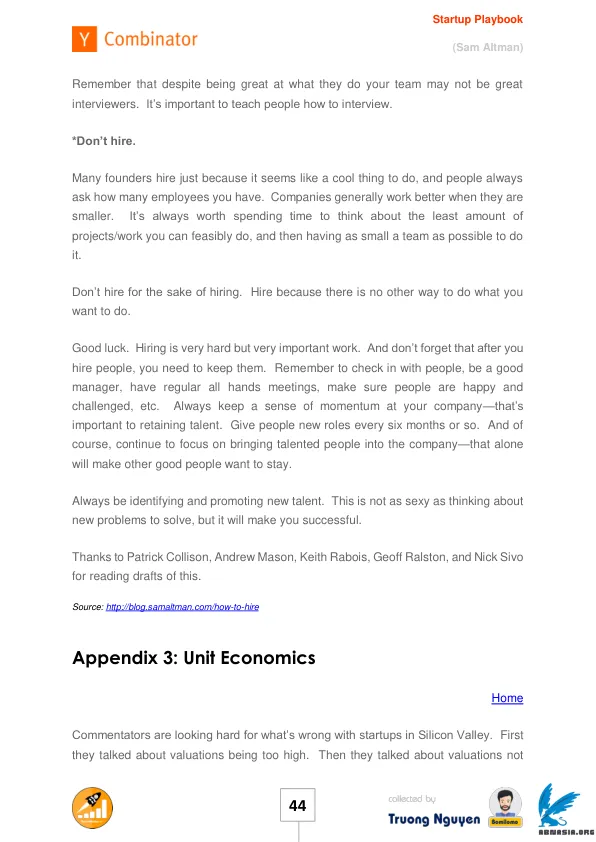 Startup Playbook
Y Combinator
(Sam Altman)
Remember that despite being great at what they do your team may not be great
interviewers. It's important to teach people how to interview.
*Don't hire.
Many founders hire just because it seems like a cool thing to do, and people always
ask how many employees you have. Companies generally work better when they are
smaller. It's always worth spending time to think about the least amount of
projects/work you can feasibly do, and then having as small a team as possible to do
it.
Don't hire for the sake of hiring. Hire because there is no other way to do what you
want to do.
Good luck. Hiring is very hard but very important work. And don't forget that after you
hire people, you need to keep them. Remember to check in with people, be a good
manager, have regular all hands meetings, make sure people are happy and
challenged, etc. Always keep a sense of momentum at your company—that's
important to retaining talent. Give people new roles every six months or so. And of
course, continue to focus on bringing talented people into the company—that alone
will make other good people want to stay.
Always be identifying and promoting new talent. This is not as sexy as thinking about
new problems to solve, but it will make you successful.
Thanks to Patrick Collison, Andrew Mason, Keith Rabois, Geoff Ralston, and Nick Sivo
for reading drafts of this.
Source: http://blog.samaltman.com/how-to-hire
Appendix 3: Unit Economics
Home
Commentators are looking hard for what's wrong with startups in Silicon Valley. First
they talked about valuations being too high. Then they talked about valuations not
44
collected by
Truong Nguyen
ABNASIA.ORG